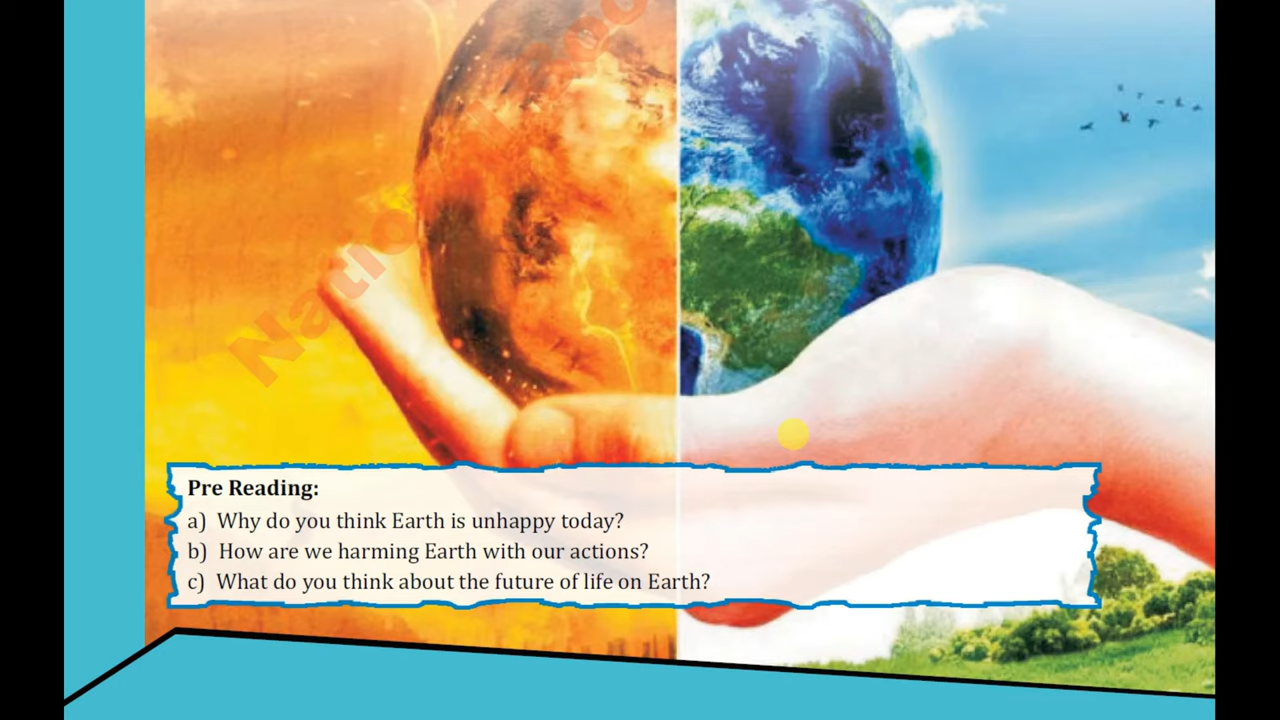 Pre Reading:
a) Why do you think Earth is unhappy today?
b) How are we harming Earth with our actions?
c) What do you think about the future of life on Earth?